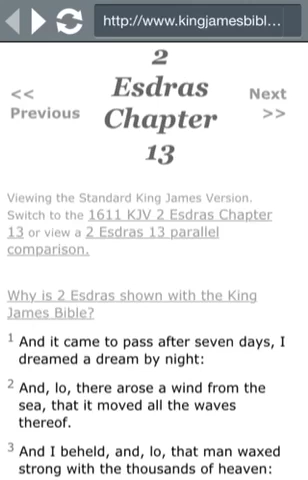 http://www.kingjamesbibl...
2
Esdras
Chapter
13
<<
Previous
Next
>>
Viewing the Standard King James Version.
Switch to the 1611 KJV 2 Esdras Chapter
13 or view a 2 Esdras 13 parallel
comparison.
Why is 2 Esdras shown with the King
James Bible?
1 And it came to pass after seven days, I
dreamed a dream by night:
2 And, lo, there arose a wind from the
sea, that it moved all the waves
thereof.
3 And I beheld, and, lo, that man waxed
strong with the thousands of heaven: